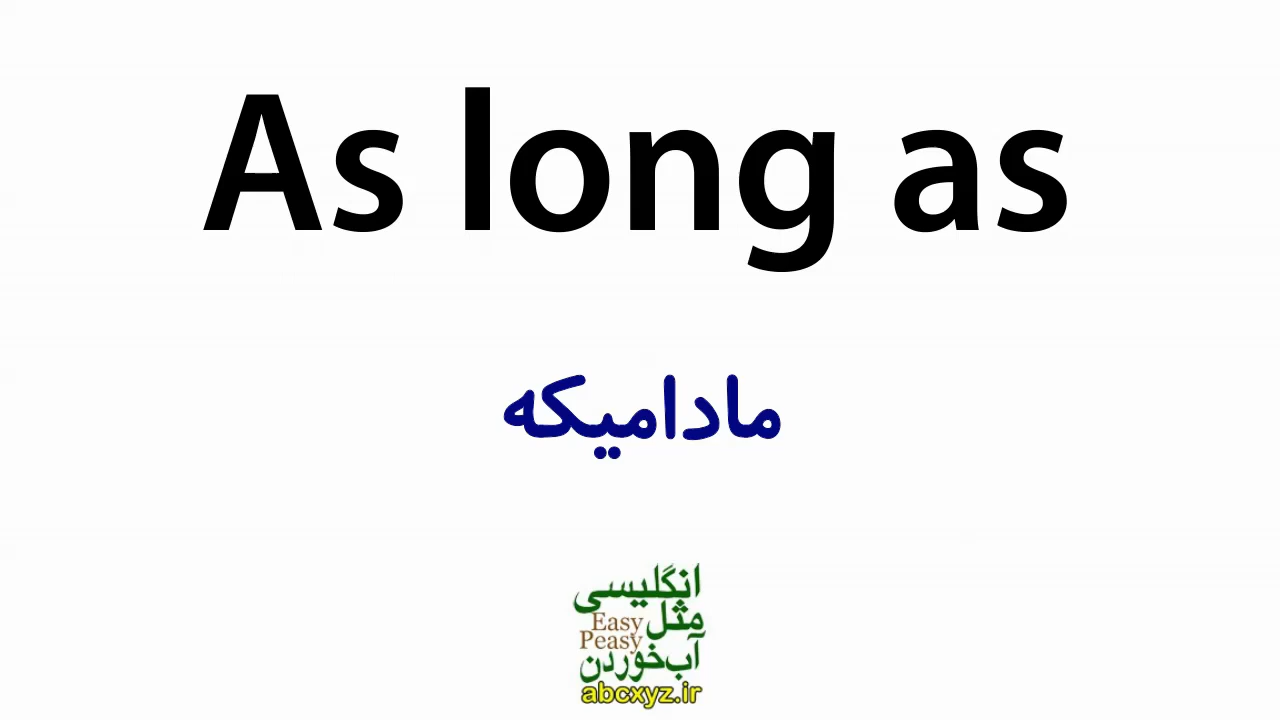 As long as
مادامیکه
انگلیسی
مثل Easy
Peasy
آب‌خوردن
abcxyz.ir